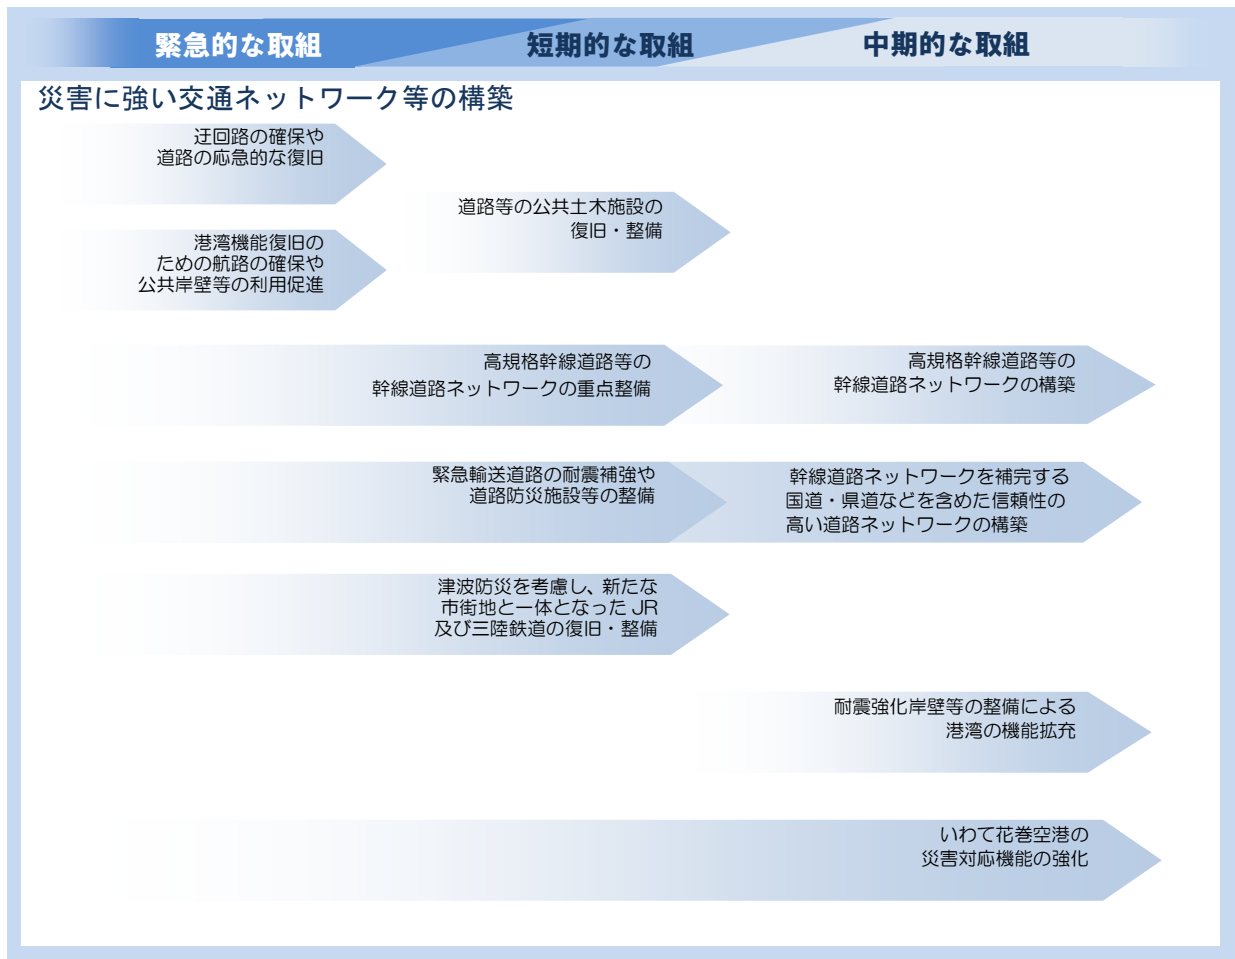 緊急的な取組
短期的な取組
中期的な取組
災害に強い交通ネットワーク等の構築
迂回路の確保や
道路の応急的な復旧
道路等の公共土木施設の
復旧・整備
港湾機能復旧の
ための航路の確保や
公共岸壁等の利用促進
高規格幹線道路等の
幹線道路ネットワークの重点整備
高規格幹線道路等の
幹線道路ネットワークの構築
緊急輸送道路の耐震補強や
道路防災施設等の整備
幹線道路ネットワークを補完する
国道・県道などを含めた信頼性の
高い道路ネットワークの構築
津波防災を考慮し、新たな
市街地と一体となった JR
及び三陸鉄道の復旧・整備
耐震強化岸壁等の整備による
港湾の機能拡充
いわて花巻空港の
災害対応機能の強化